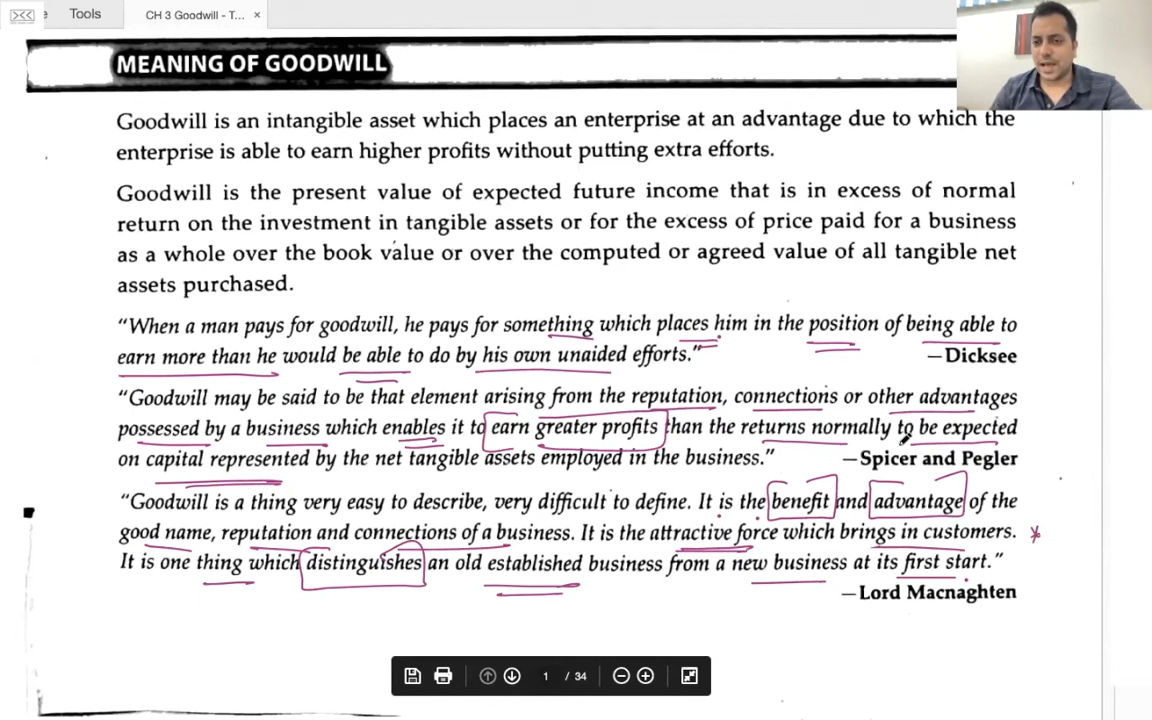 Tools
CH 3 Goodwill - T... ×
MEANING OF GOODWILL
Goodwill is an intangible asset which places an enterprise at an advantage due to which the
enterprise is able to earn higher profits without putting extra efforts.
Goodwill is the present value of expected future income that is in excess of normal
return on the investment in tangible assets or for the excess of price paid for a business
as a whole over the book value or over the computed or agreed value of all tangible net
assets purchased.
“When a man pays for goodwill, he pays for something which places him in the position of being able to
earn more than he would be able to do by his own unaided efforts.” —Dicksee
“Goodwill may be said to be that element arising from the reputation, connections or other advantages
possessed by a business which enables it to earn greater profits than the returns normally to be expected
on capital represented by the net tangible assets employed in the business.” —Spicer and Pegler
“Goodwill is a thing very easy to describe, very difficult to define. It is the benefit and advantage of the
good name, reputation and connections of a business. It is the attractive force which brings in customers.
It is one thing which distinguishes an old established business from a new business at its first start.”
—Lord Macnaghten
1 / 34